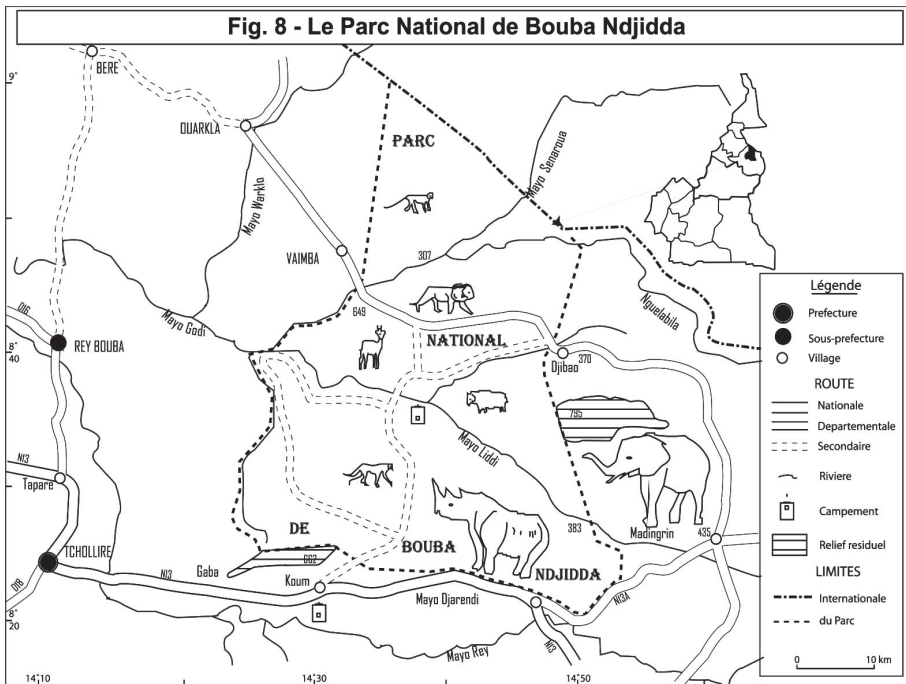 Fig. 8 - Le Parc National de Bouba Ndjidda
BERE
9°
OUARKLA
PARC
Mayo Senaroua
Mayo Warklo
VAIMBA
307
Nguelabila
649
Mayo Godi
D16
NATIONAL
REY BOUBA
8°
40
Djibao
370
795
Mayo Liddi
N13
Tapare
DE
383
Madingrin
435
BOUBA
TCHOLLIRE
662
Gaba
N13
Koum
NDJIDDA
D18
Mayo Djarendi
N13A
8°
20
Mayo Rey
N13
14°10
14°30
14°50
Légende
Prefecture
Sous-prefecture
Village
ROUTE
Nationale
Departementale
Secondaire
Riviere
Campement
Relief residuel
LIMITES
Internationale
du Parc
0 10 km